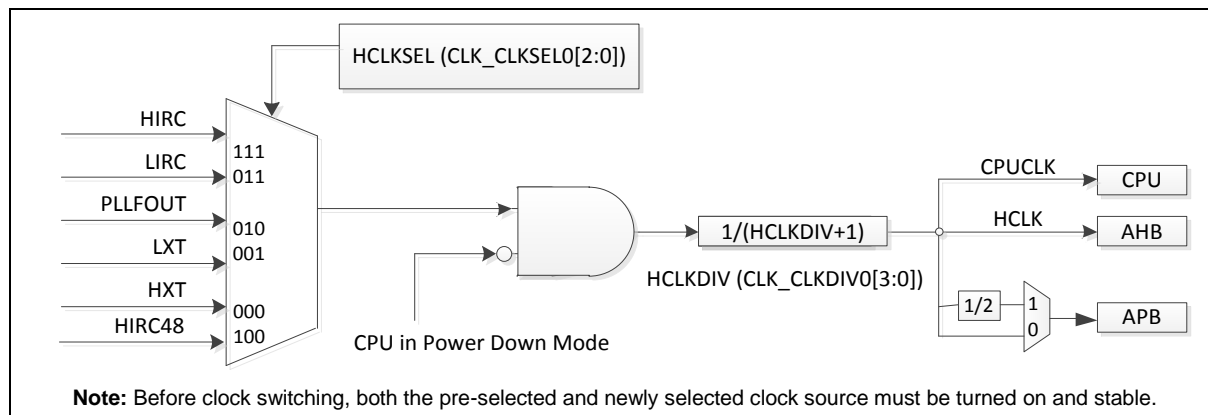 HCLKSEL (CLK_CLKSEL0[2:0])
HIRC
111
LIRC
011
PLLFOUT
010
LXT
001
HXT
000
HIRC48
100
CPU in Power Down Mode
1/(HCLKDIV+1)
HCLKDIV (CLK_CLKDIV0[3:0])
CPUCLK
CPU
HCLK
AHB
1/2
1
0
APB
Note: Before clock switching, both the pre-selected and newly selected clock source must be turned on and stable.